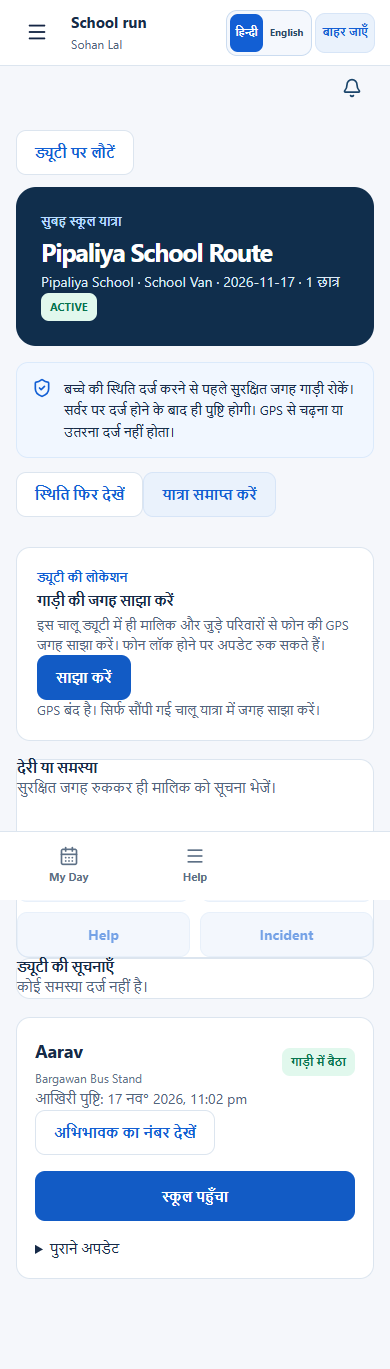 School run
Sohan Lal
हिन्दी
English
बाहर जाएँ
ड्यूटी पर लौटें
सुबह स्कूल यात्रा
Pipaliya School Route
Pipaliya School · School Van · 2026-11-17 · 1 छात्र
ACTIVE
बच्चे की स्थिति दर्ज करने से पहले सुरक्षित जगह गाड़ी रोकें।
सर्वर पर दर्ज होने के बाद ही पुष्टि होगी। GPS से चढ़ना या
उतरना दर्ज नहीं होता।
स्थिति फिर देखें
यात्रा समाप्त करें
ड्यूटी की लोकेशन
गाड़ी की जगह साझा करें
इस चालू ड्यूटी में ही मालिक और जुड़े परिवारों से फोन की GPS
जगह साझा करें। फोन लॉक होने पर अपडेट रुक सकते हैं।
साझा करें
GPS बंद है। सिर्फ सौंपी गई चालू यात्रा में जगह साझा करें।
देरी या समस्या
सुरक्षित जगह रुककर ही मालिक को सूचना भेजें।
My Day
Help
Help
Incident
ड्यूटी की सूचनाएँ
कोई समस्या दर्ज नहीं है।
Aarav
गाड़ी में बैठा
Bargawan Bus Stand
आखिरी पुष्टि: 17 नव॰ 2026, 11:02 pm
अभिभावक का नंबर देखें
स्कूल पहुँचा
पुराने अपडेट